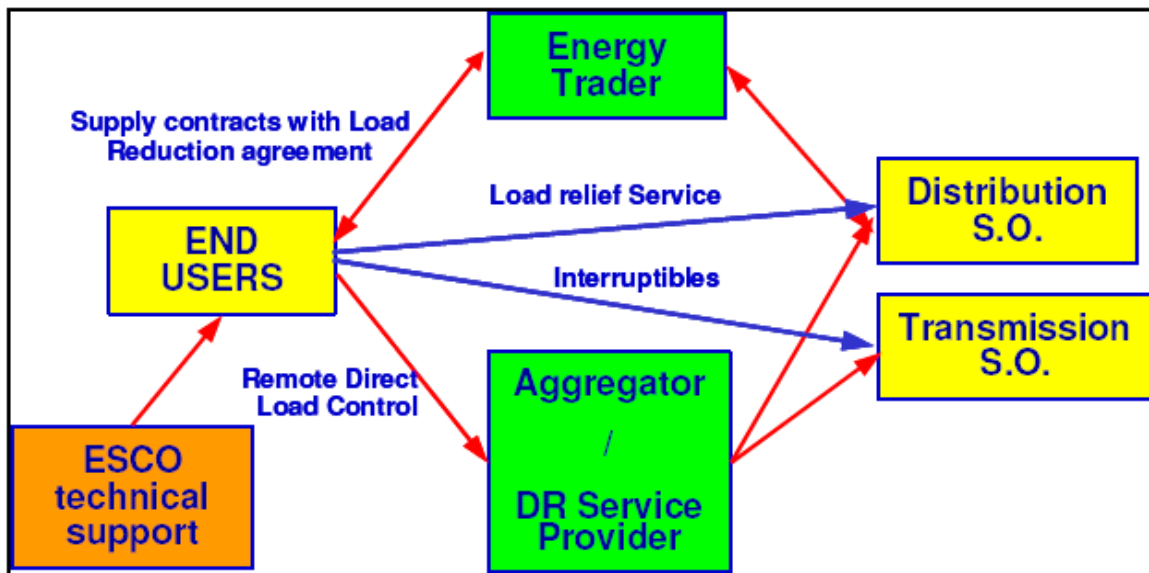 Energy
Trader
Supply contracts with Load
Reduction agreement
Load relief Service
Distribution
S.O.
END
USERS
Interruptibles
Transmission
S.O.
Remote Direct
Load Control
Aggregator
/
DR Service
Provider
ESCO
technical
support